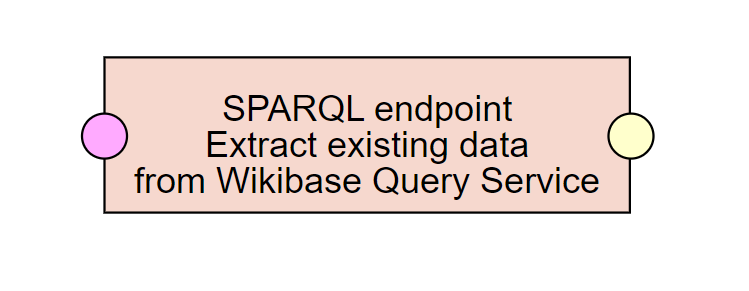 SPARQL endpoint
Extract existing data
from Wikibase Query Service